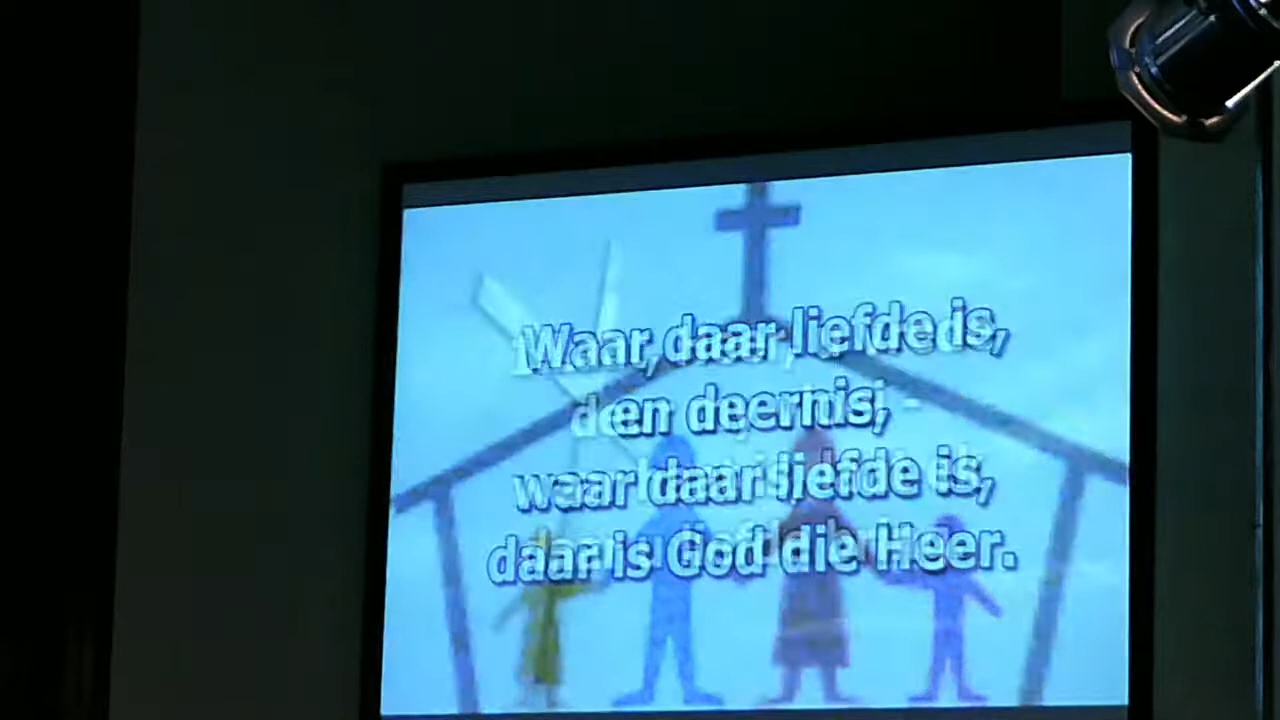 Waar daar liefde is,
en deernis,
waar daar liefde is,
daar is God die Heer.